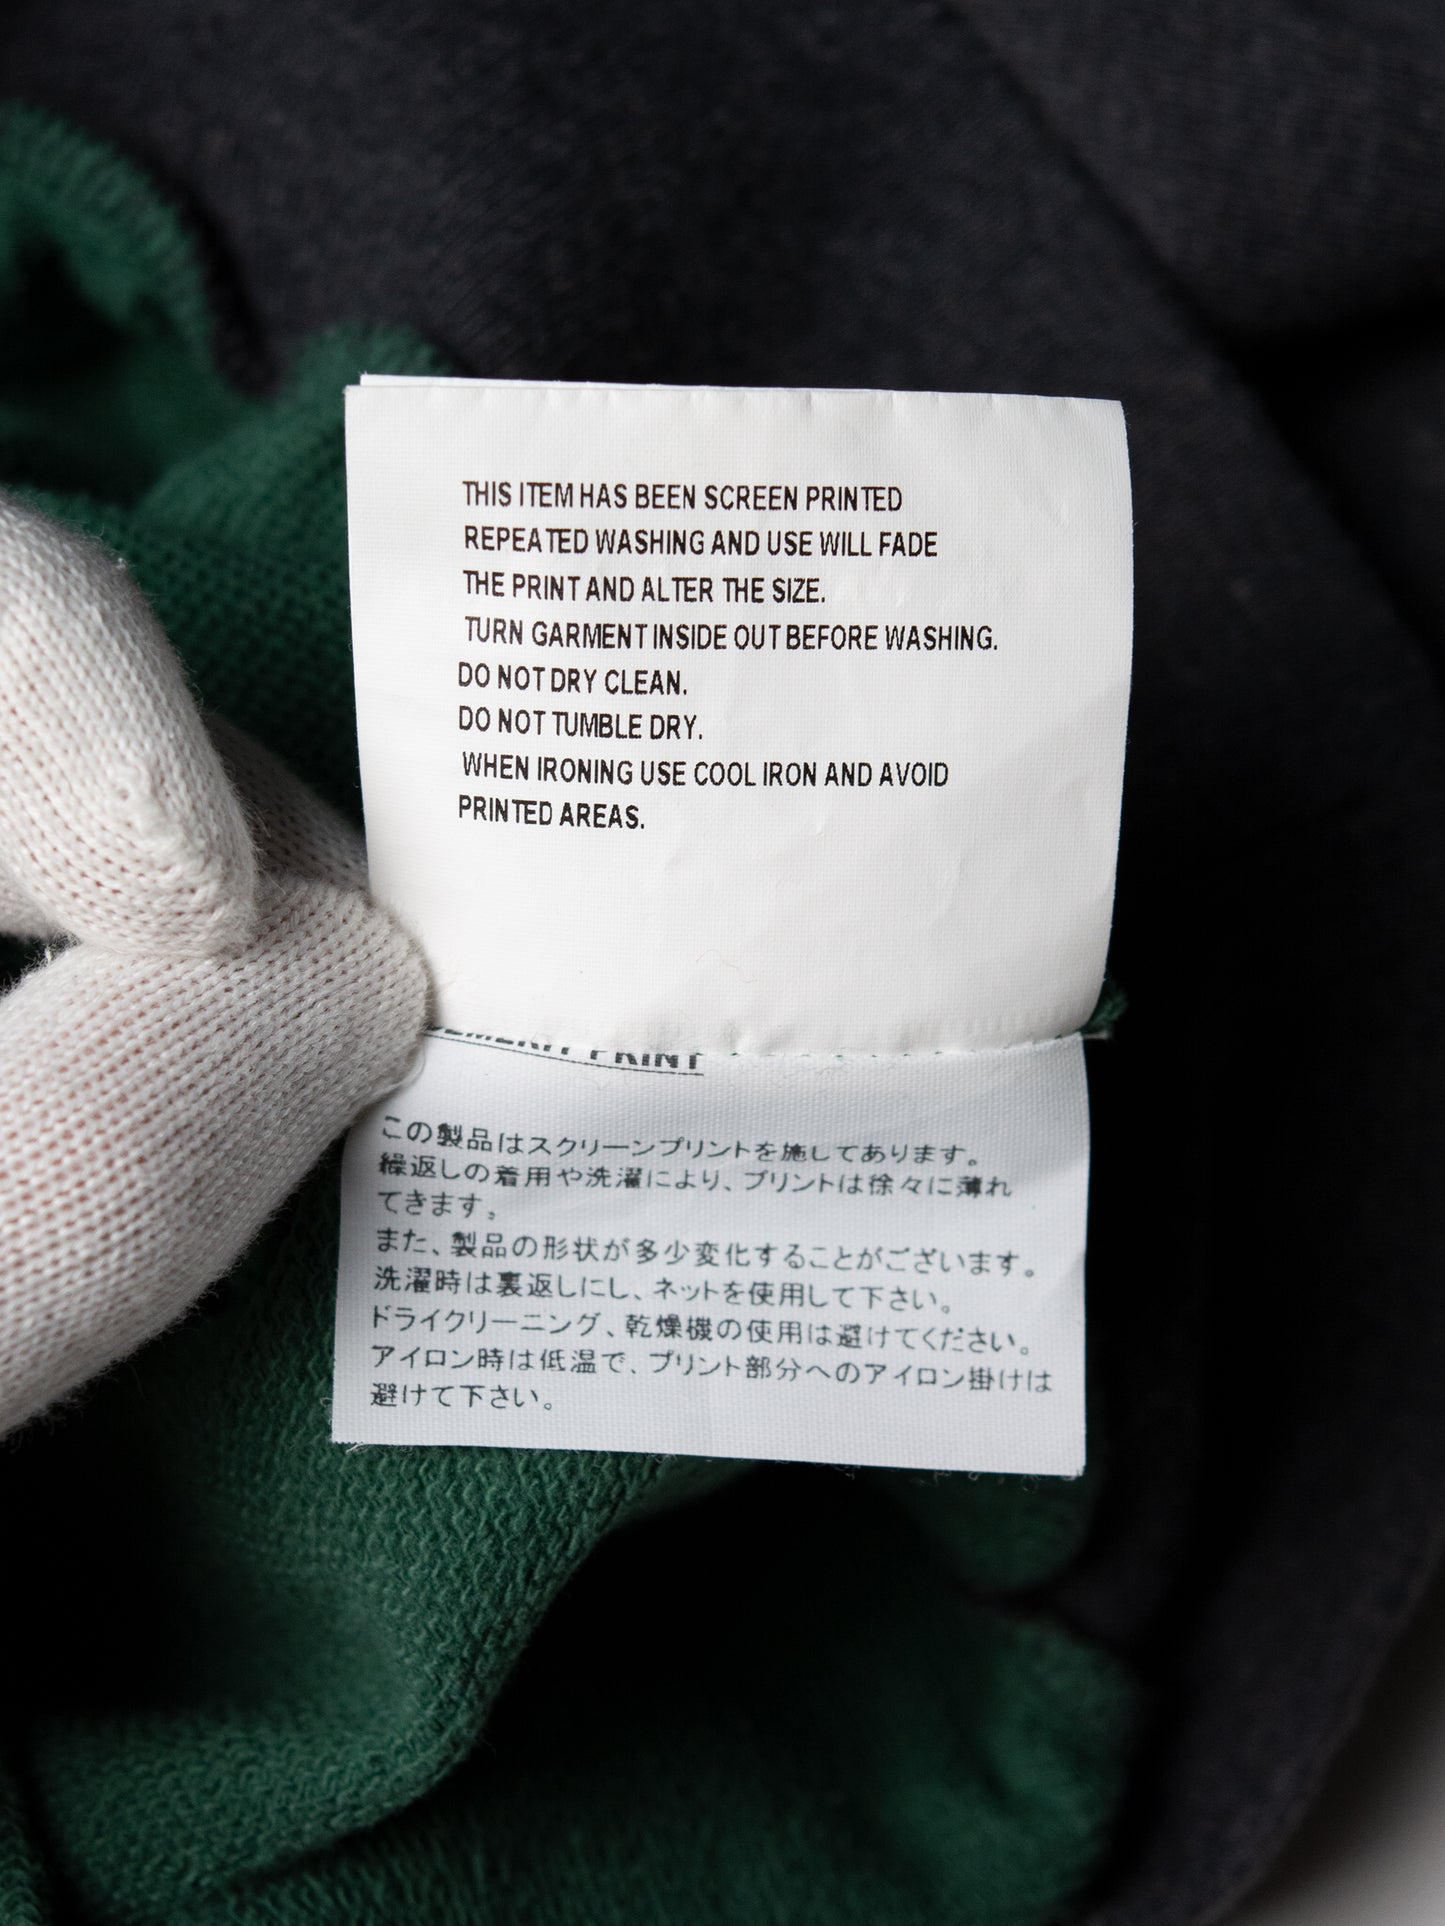 THIS ITEM HAS BEEN SCREEN PRINTED
REPEATED WASHING AND USE WILL FADE
THE PRINT AND ALTER THE SIZE.
TURN GARMENT INSIDE OUT BEFORE WASHING.
DO NOT DRY CLEAN.
DO NOT TUMBLE DRY.
WHEN IRONING USE COOL IRON AND AVOID
PRINTED AREAS.
PRINT
この製品はスクリーンプリントを施してあります。
繰返しの着用や洗濯により、プリントは徐々に薄れ
てきます。
また、製品の形状が多少変化することがございます。
洗濯時は裏返しにし、ネットを使用して下さい。
ドライクリーニング、乾燥機の使用は避けてください。
アイロン時は低温で、プリント部分へのアイロン掛けは
避けて下さい。